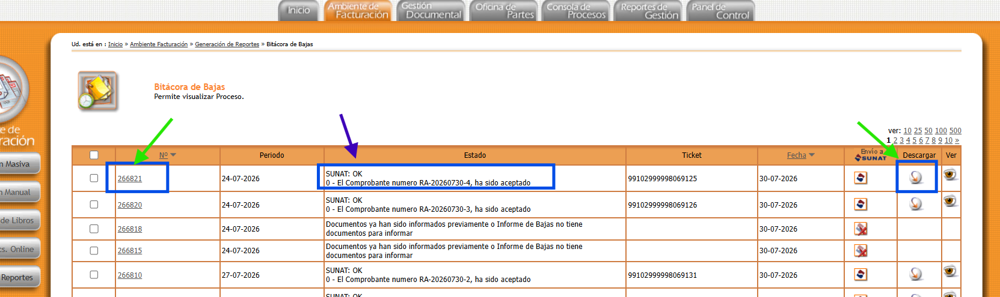 Inicio
Ambiente de Facturación
Gestión Documental
Oficina de Partes
Consola de Procesos
Reportes de Gestión
Panel de Control
Ud. está en : Inicio » Ambiente Facturación » Generación de Reportes » Bitácora de Bajas
Bitácora de Bajas
Permite visualizar Proceso.
te de
ración
n Masiva
n Manual
de Libros
cs. Online
Reportes
ver: 10 25 50 100 500
1 2 3 4 5 6 7 8 9 10 »
Nº Periodo Estado Ticket Fecha Envío a SUNAT Descargar Ver
266821 24-07-2026 SUNAT: OK
0 - El Comprobante numero RA-20260730-4, ha sido aceptado 99102999998069125 30-07-2026
266820 24-07-2026 SUNAT: OK
0 - El Comprobante numero RA-20260730-3, ha sido aceptado 99102999998069126 30-07-2026
266818 24-07-2026 Documentos ya han sido informados previamente o Informe de Bajas no tiene
documentos para informar 30-07-2026
266815 24-07-2026 Documentos ya han sido informados previamente o Informe de Bajas no tiene
documentos para informar 30-07-2026
266810 27-07-2026 SUNAT: OK
0 - El Comprobante numero RA-20260730-2, ha sido aceptado 99102999998069131 30-07-2026
SUNAT: OK